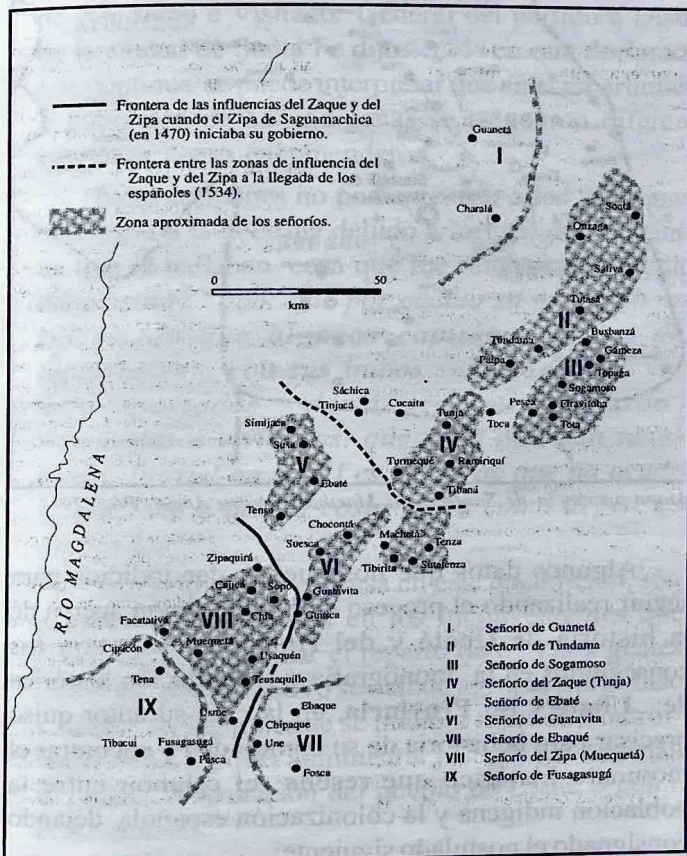 Frontera de las influencias del Zaque y del
Zipa cuando el Zipa de Saguamachica
(en 1470) iniciaba su gobierno.
Frontera entre las zonas de influencia del
Zaque y del Zipa a la llegada de los
españoles (1534).
Zona aproximada de los señoríos.
0 50
kms
Guanetá
I
Charalá
Soatá
Onzaga
Sátiva
Tutasá
II
Tundama
Paipa
Busbanzá
Gámeza
III
Topaga
Sogamoso
Pesca
Firavitoba
Tota
Toca
Sáchica
Tinjacá
Cucaita
Tunja
IV
Turmequé
Ramiriquí
Tibaná
Simijaca
Susa
V
Ebaté
Tenso
Chocontá
Suesca
VI
Machetá
Tenza
Tibirita
Sutatenza
Guatavita
Guasca
Zipaquirá
Cajica
Sopó
VIII
Chía
Facatativa
Cipacón
Muequetá
Usaquén
Tena
Teusaquillo
IX
Usme
Ebaque
Chipaque
VII
Une
Fosca
Tibacui
Fusagasugá
Pasca
RIO MAGDALENA
I Señorío de Guanetá
II Señorío de Tundama
III Señorío de Sogamoso
IV Señorío del Zaque (Tunja)
V Señorío de Ebaté
VI Señorío de Guatavita
VII Señorío de Ebaqué
VIII Señorío del Zipa (Muequetá)
IX Señorío de Fusagasugá